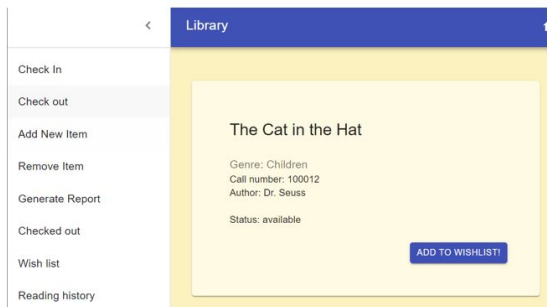 Library
Check In
Check out
Add New Item
Remove Item
Generate Report
Checked out
Wish list
Reading history
The Cat in the Hat
Genre: Children
Call number: 100012
Author: Dr. Seuss
Status: available
ADD TO WISHLIST!